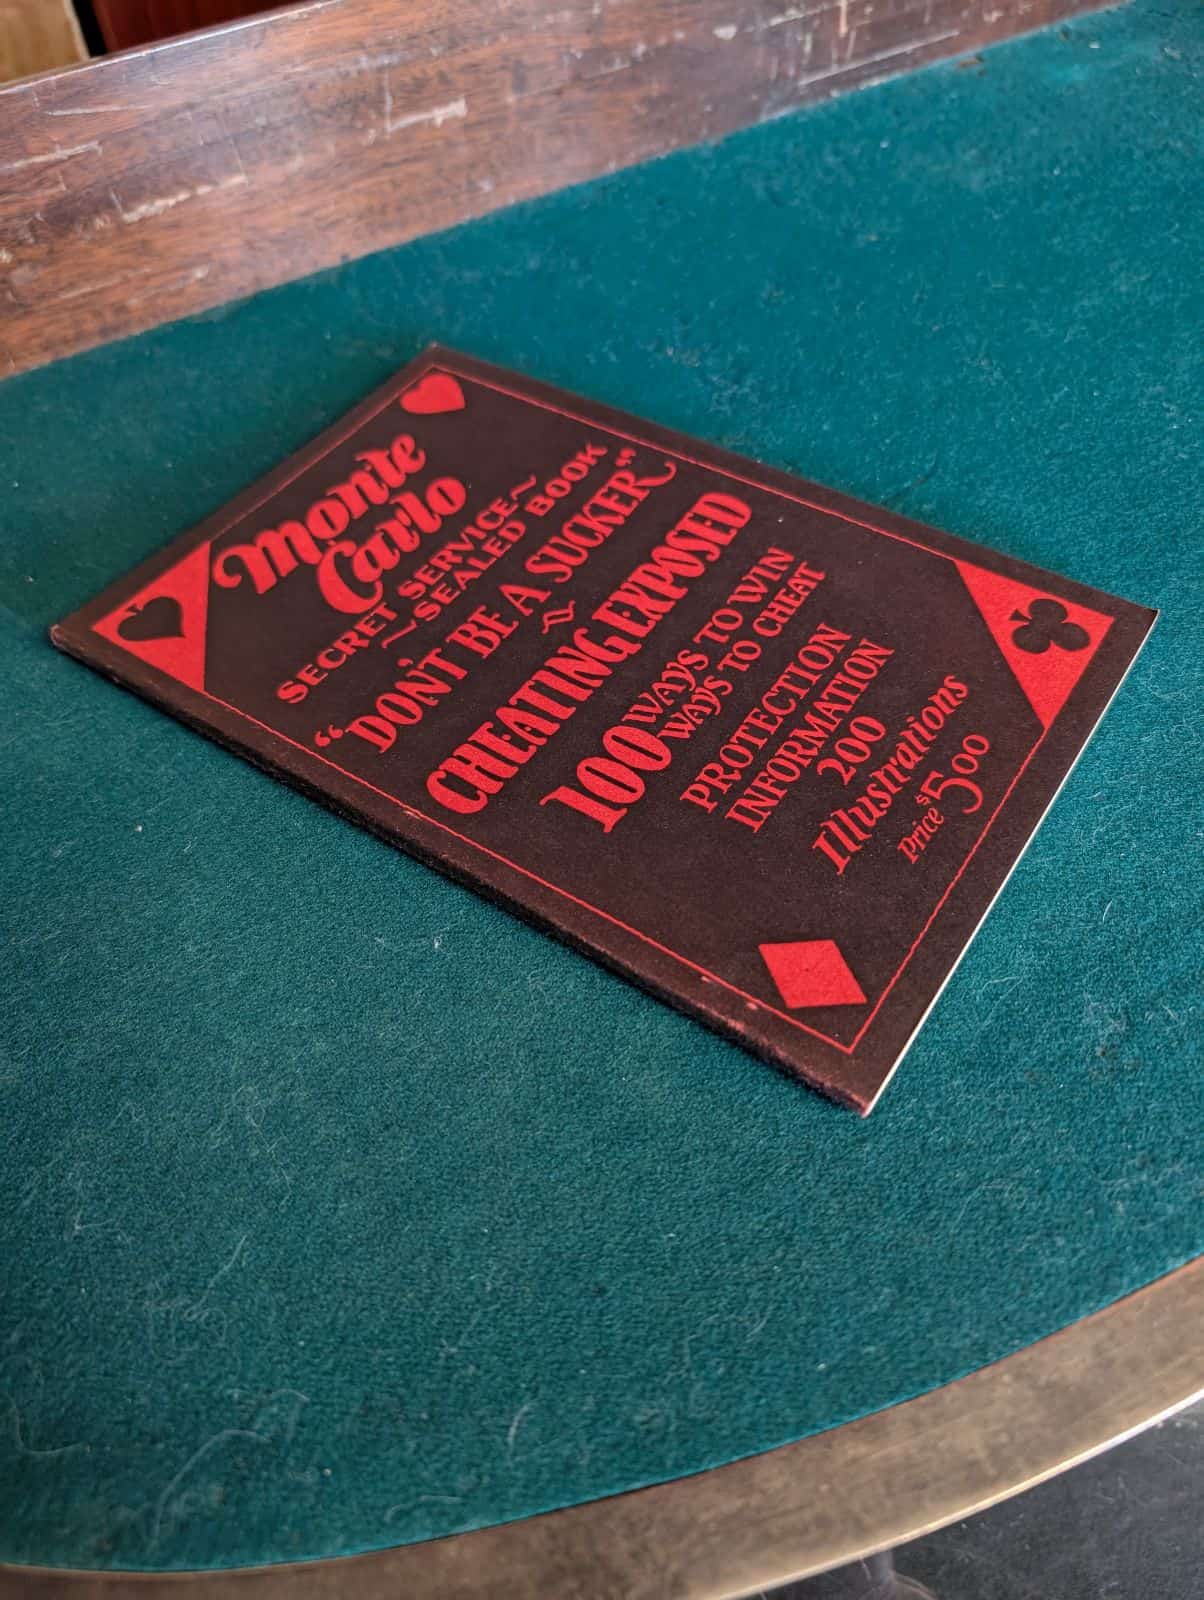 Monte
Carlo
SECRET SERVICE~
~SEALED BOOK
"DON'T BE A SUCKER"
CHEATING EXPOSED
100 WAYS TO WIN
WAYS TO CHEAT
PROTECTION
INFORMATION
200
Illustrations
Price $5.00